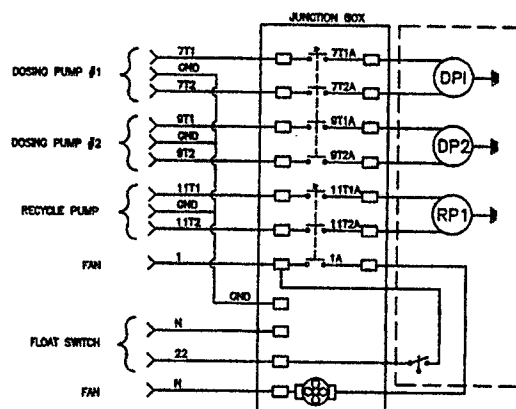 JUNCTION BOX
7T1 7T1A
DOSING PUMP #1 GND DP1
7T2 7T2A
9T1 9T1A
DOSING PUMP #2 GND DP2
9T2 9T2A
11T1 11T1A
RECYCLE PUMP GND RP1
11T2 11T2A
FAN 1 1A
GND
N
FLOAT SWITCH
22
FAN N